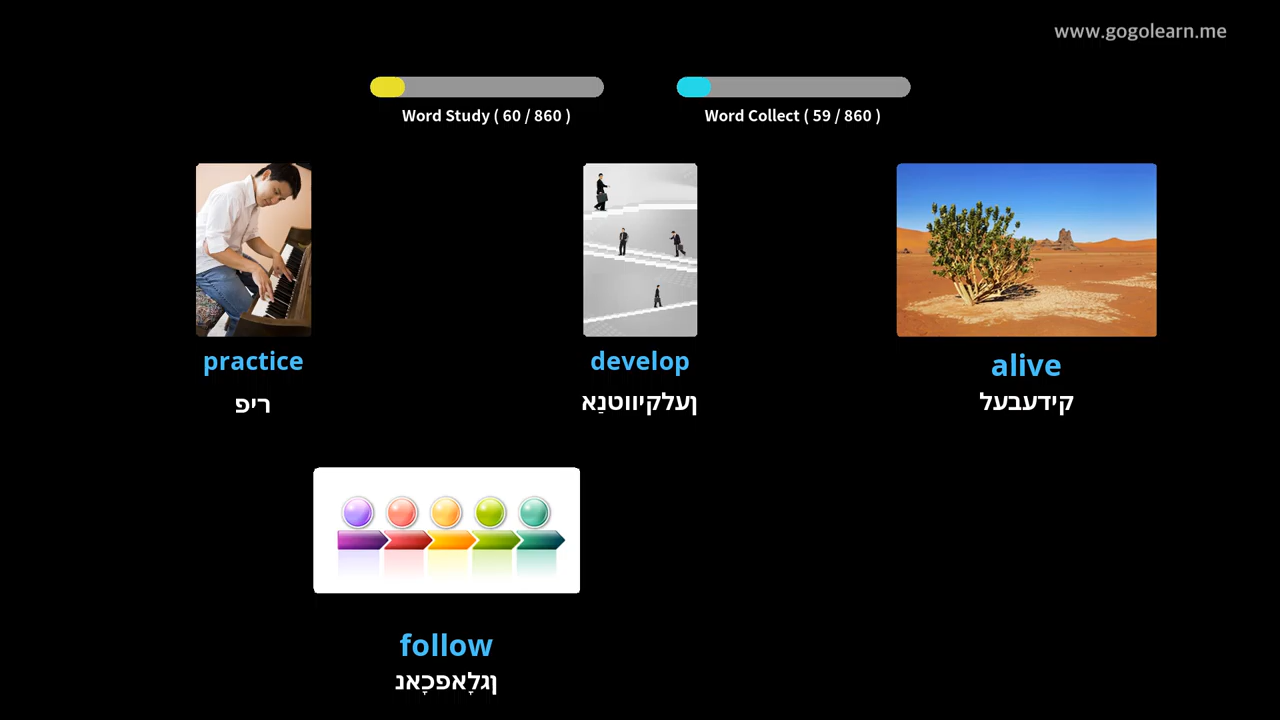 www.gogolearn.me
Word Study ( 60 / 860 )
Word Collect ( 59 / 860 )
practice
ריפ
develop
ןעלקיווטנַא
alive
קידעבעל
follow
ןגלָאפכָאנ